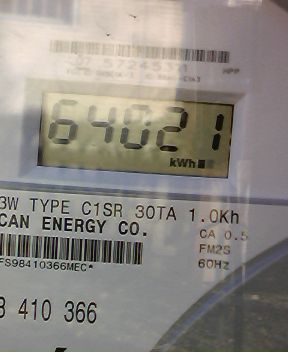 64021
kWh
3W TYPE C1SR 30TA 1.0Kh
CAN ENERGY CO.
CA 0.5
FM2S
60Hz
FS98410366MEC*
8 410 366